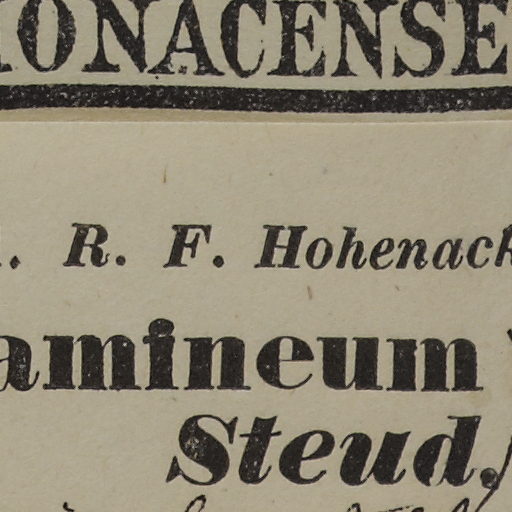 IONACENSE
. R. F. Hohenack
amineum
Steud.